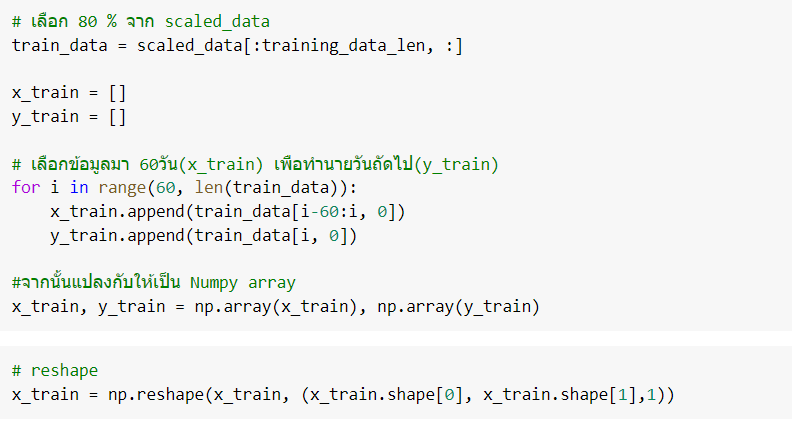 # เลือก 80 % จาก scaled_data
train_data = scaled_data[:training_data_len, :]
x_train = []
y_train = []
# เลือกข้อมูลมา 60วัน(x_train) เพือทำนายวันถัดไป(y_train)
for i in range(60, len(train_data)):
    x_train.append(train_data[i-60:i, 0])
    y_train.append(train_data[i, 0])
#จากนั้นแปลงกับให้เป็น Numpy array
x_train, y_train = np.array(x_train), np.array(y_train)
# reshape
x_train = np.reshape(x_train, (x_train.shape[0], x_train.shape[1],1))